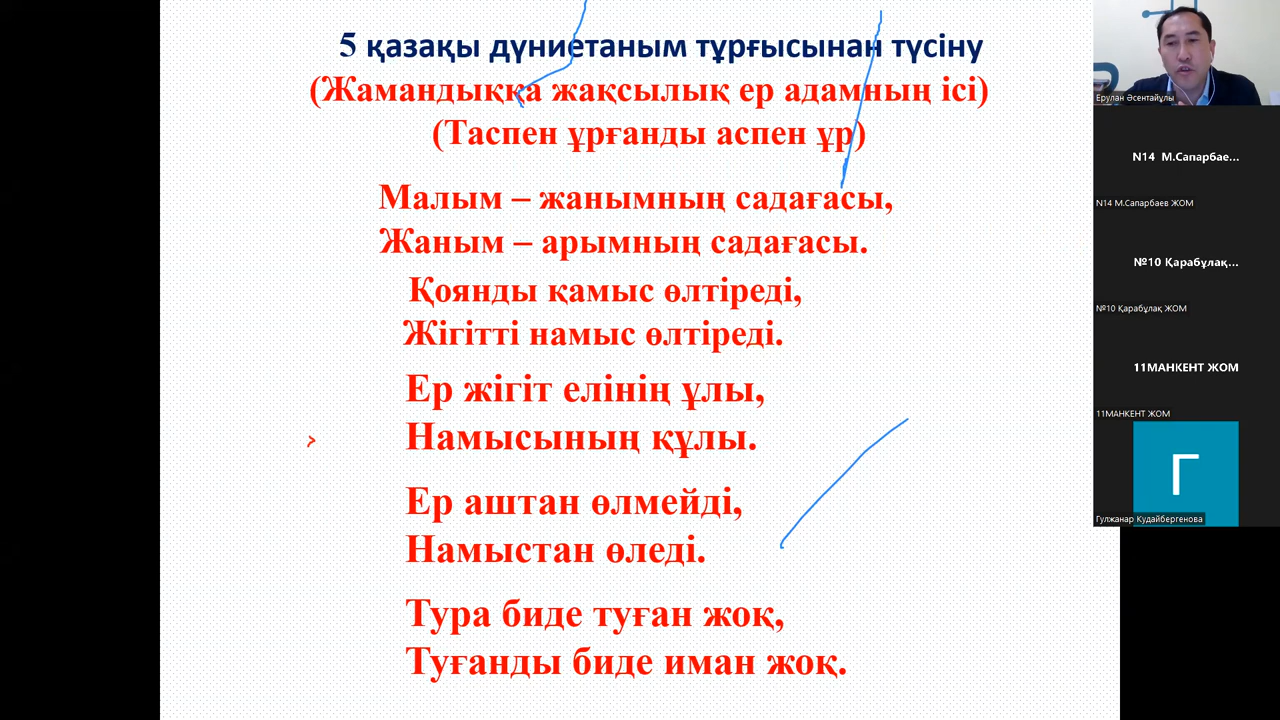 5 қазақы дүниетаным тұрғысынан түсіну
(Жамандыққа жақсылық ер адамның ісі)
(Таспен ұрғанды аспен ұр)
Малым – жанымның садағасы,
Жаным – арымның садағасы.
Қоянды қамыс өлтіреді,
Жігітті намыс өлтіреді.
Ер жігіт елінің ұлы,
Намысының құлы.
Ер аштан өлмейді,
Намыстан өледі.
Тура биде туған жоқ,
Туғанды биде иман жоқ.
Ерулан Әсентайұлы
N14 М.Сапарбае...
N14 М.Сапарбаев ЖОМ
№10 Қарабұлақ...
№10 Қарабұлақ ЖОМ
11МАНКЕНТ ЖОМ
11МАНКЕНТ ЖОМ
Г
Гулжанар Кудайбергенова